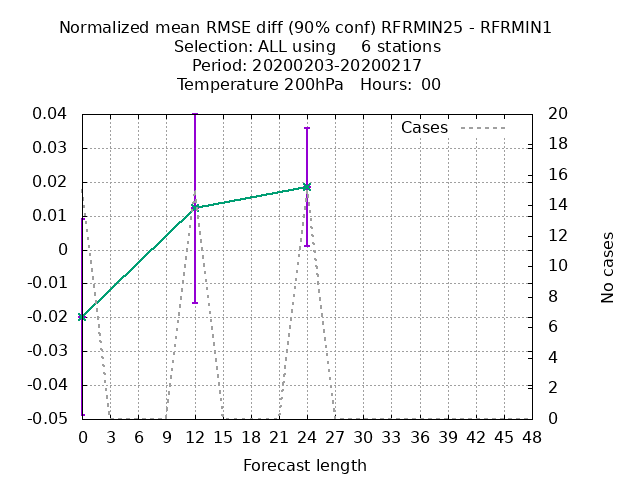 Normalized mean RMSE diff (90% conf) RFRMIN25 - RFRMIN1
Selection: ALL using     6 stations
Period: 20200203-20200217
Temperature 200hPa   Hours:  00
Cases
0.04
0.03
0.02
0.01
0
-0.01
-0.02
-0.03
-0.04
-0.05
20
18
16
14
12
10
8
6
4
2
0
No cases
0 3 6 9 12 15 18 21 24 27 30 33 36 39 42 45 48
Forecast length